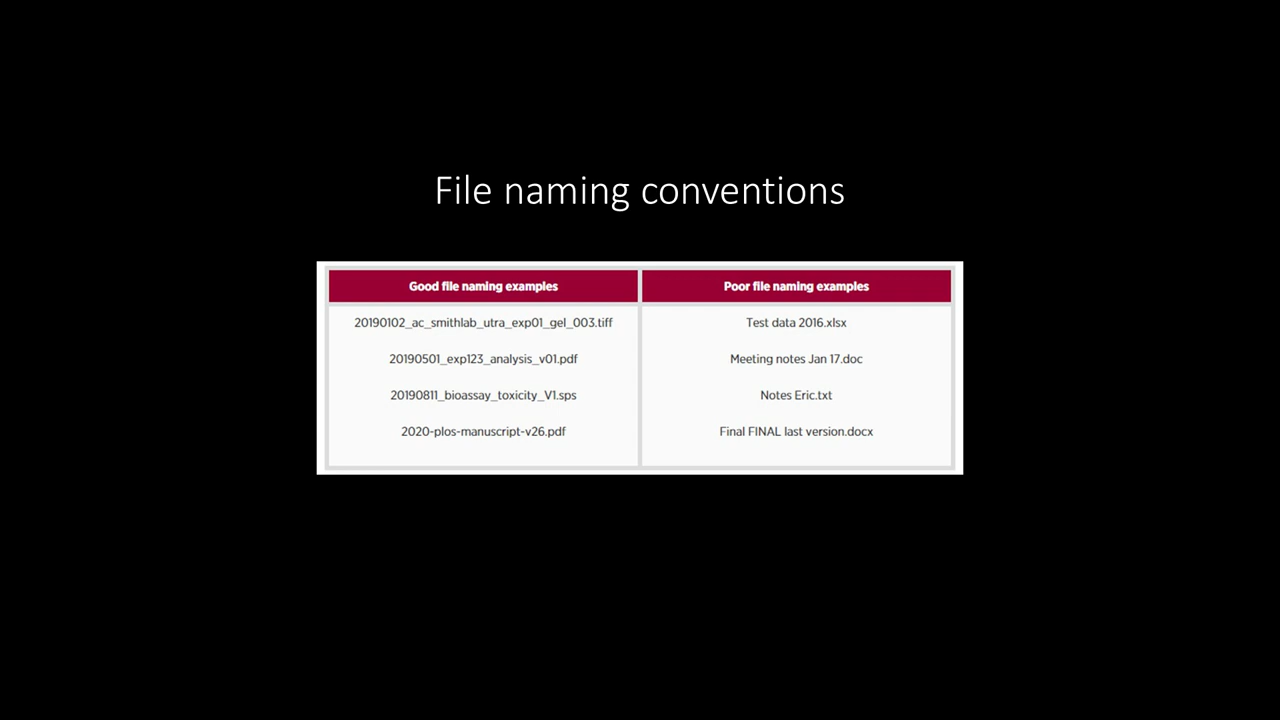 File naming conventions
Good file naming examples
Poor file naming examples
20190102_ac_smithlab_utra_exp01_gel_003.tiff
Test data 2016.xlsx
20190501_exp123_analysis_v01.pdf
Meeting notes Jan 17.doc
20190811_bioassay_toxicity_V1.sps
Notes Eric.txt
2020-plos-manuscript-v26.pdf
Final FINAL last version.docx